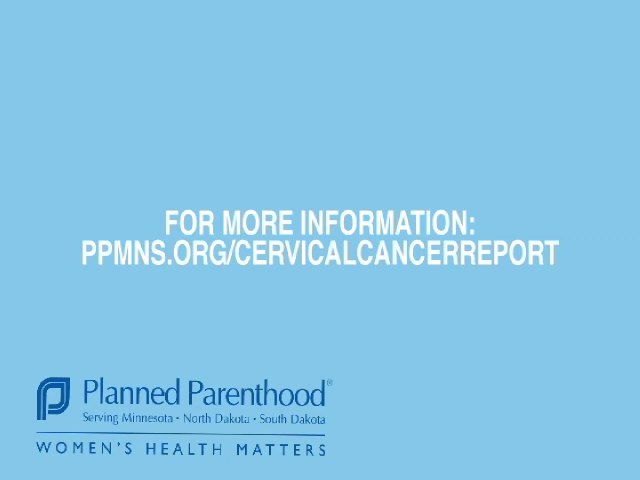 FOR MORE INFORMATION:
PPMNS.ORG/CERVICALCANCERREPORT
Planned Parenthood®
Serving Minnesota • North Dakota • South Dakota
WOMEN'S HEALTH MATTERS